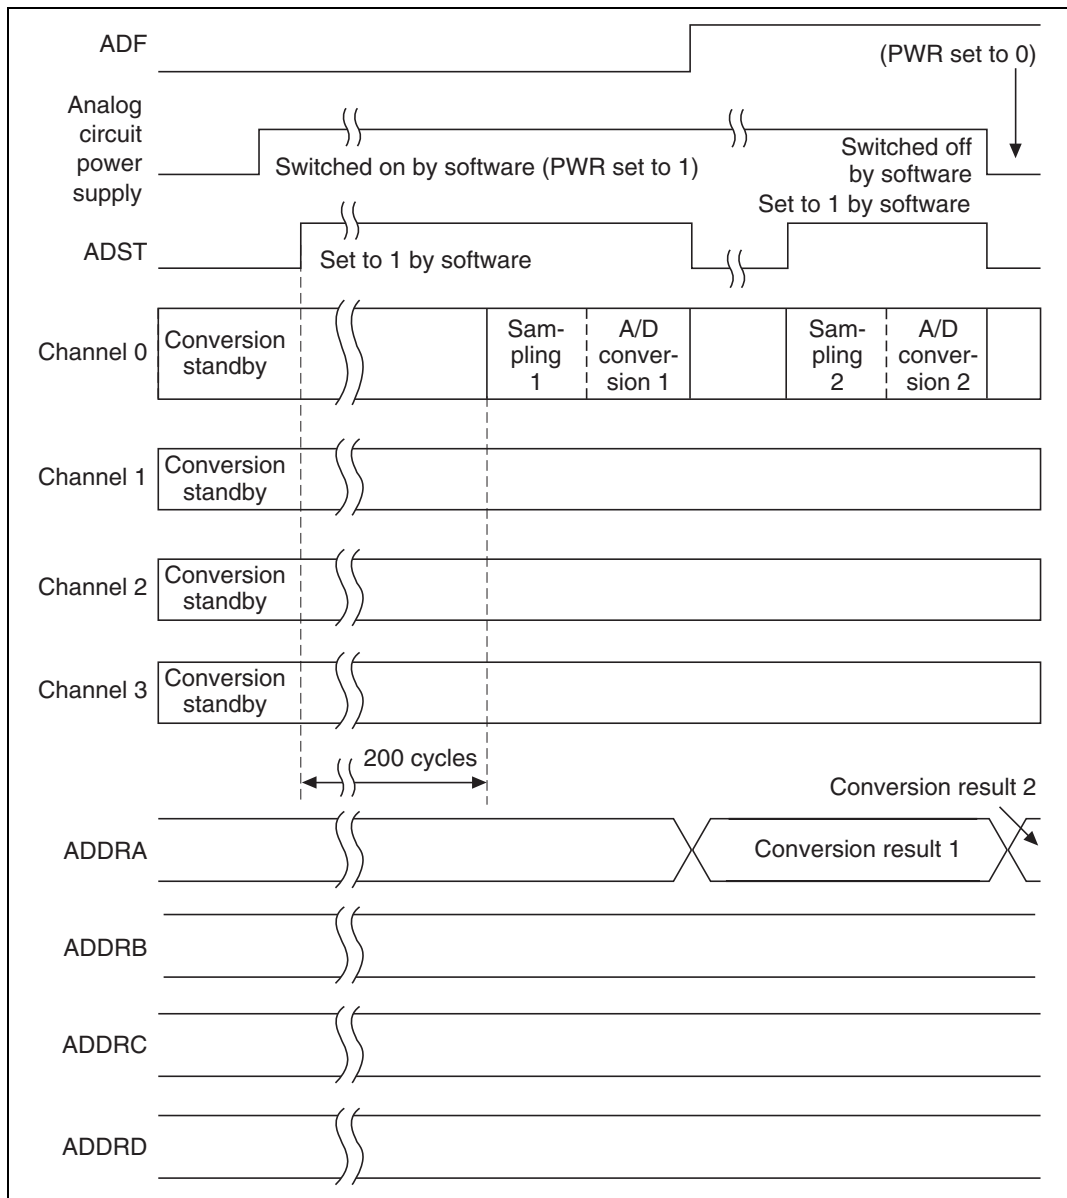 ADF
(PWR set to 0)
Analog
circuit
power
supply
Switched on by software (PWR set to 1)
Switched off
by software
ADST
Set to 1 by software
Set to 1 by software
Channel 0
Conversion
standby
Sam-
pling
1
A/D
conver-
sion 1
Sam-
pling
2
A/D
conver-
sion 2
Channel 1
Conversion
standby
Channel 2
Conversion
standby
Channel 3
Conversion
standby
200 cycles
Conversion result 2
ADDRA
Conversion result 1
ADDRB
ADDRC
ADDRD